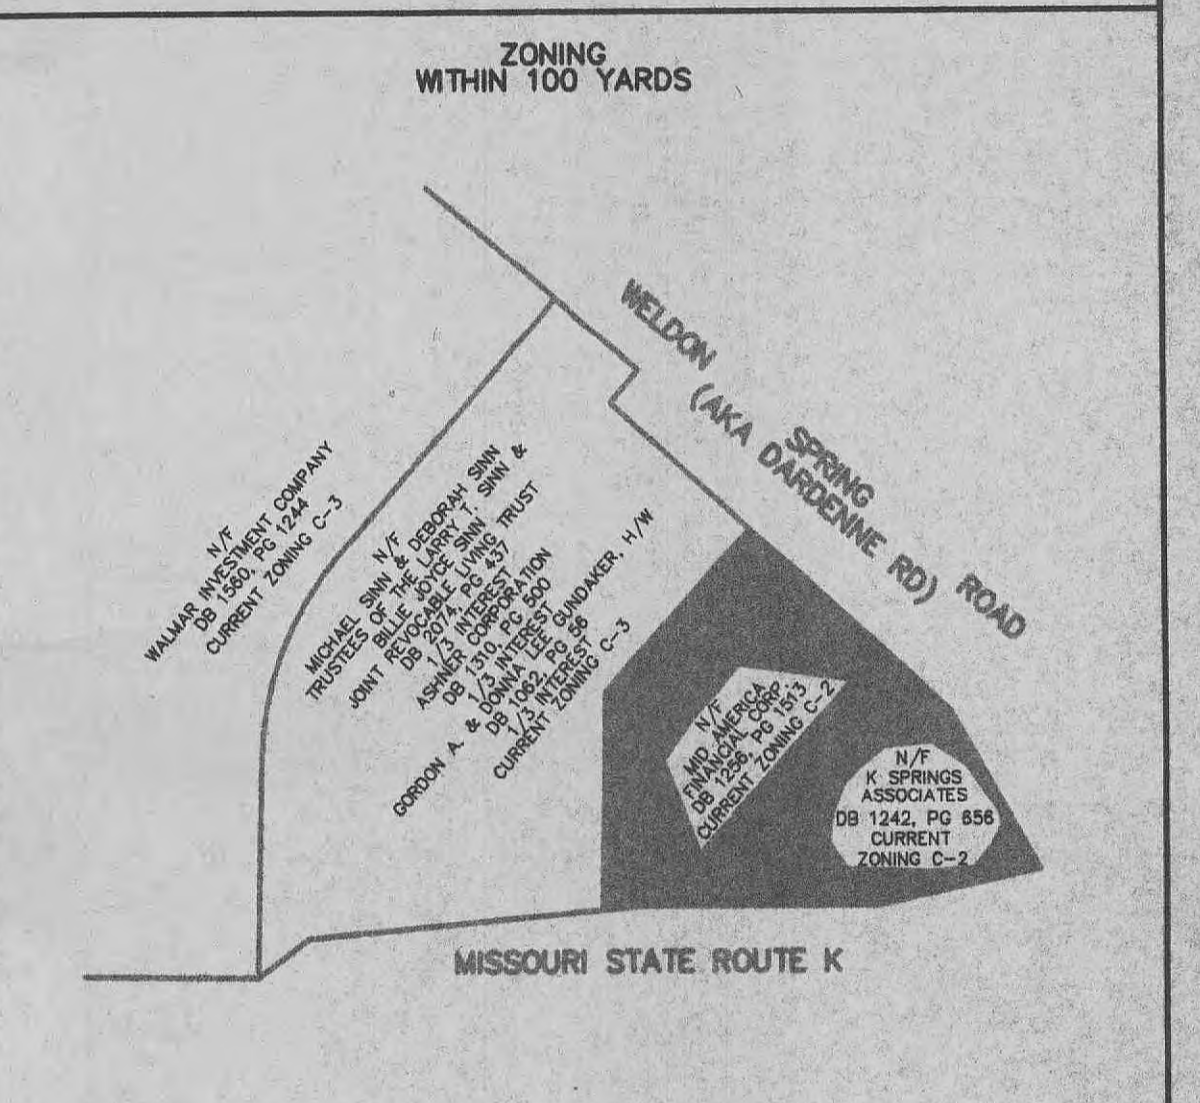 ZONING
WITHIN 100 YARDS
WELDON SPRING ROAD
(AKA DARDENNE RD)
N/F
WALMAR INVESTMENT COMPANY
DB 1560, PG 1244
CURRENT ZONING C-3
N/F
MICHAEL SINN & DEBORAH SINN
TRUSTEES OF THE LARRY T. SINN &
BILLIE JOYCE SINN
JOINT REVOCABLE LIVING TRUST
DB 2074, PG 437
1/3 INTEREST
ASHNER CORPORATION
DB 1310, PG 500
1/3 INTEREST
GORDON A. & DONNA LEE GUNDAKER, H/W
DB 1062, PG 56
1/3 INTEREST
CURRENT ZONING C-3
N/F
MID AMERICA
FINANCIAL CORP.
DB 1256, PG 1513
CURRENT ZONING C-2
N/F
K SPRINGS
ASSOCIATES
DB 1242, PG 656
CURRENT
ZONING C-2
MISSOURI STATE ROUTE K